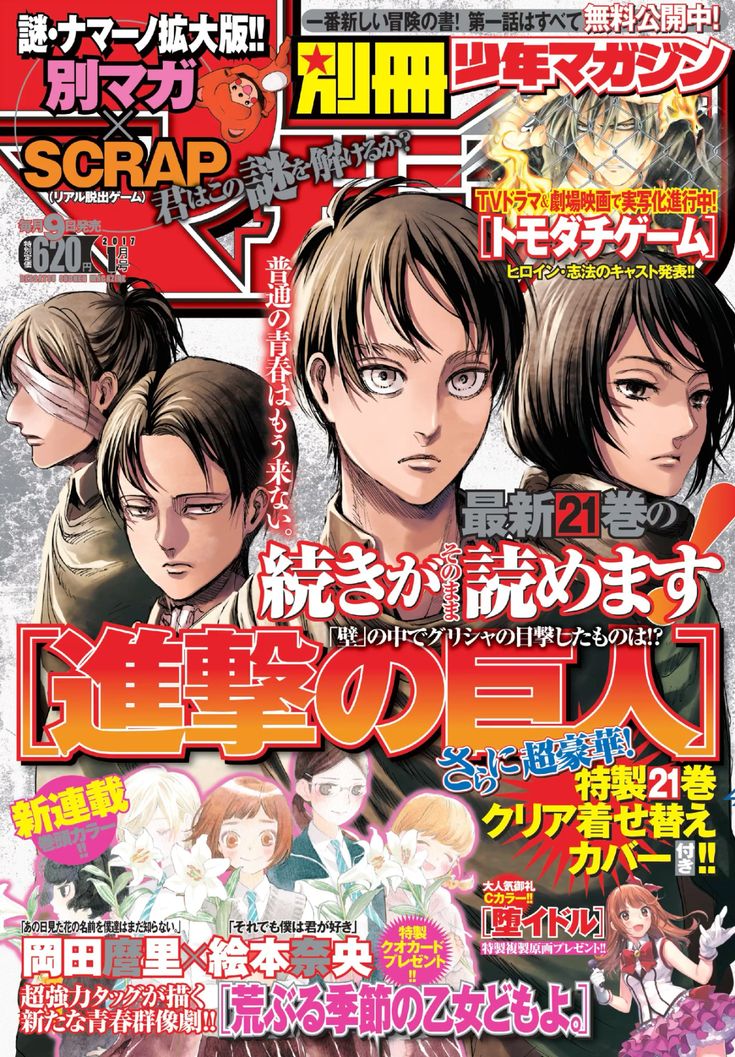 謎・ナマーノ拡大版!!
別マガ
×
SCRAP
(リアル脱出ゲーム)
君はこの謎を解けるか?
一番新しい冒険の書! 第一話はすべて無料公開中!
別冊
少年マガジン
TVドラマ&劇場映画で実写化進行中!
[トモダチゲーム]
ヒロイン・志法のキャスト発表!!
毎月9日発売
特別定価620円
2017
1月号
BESSATSU SHONEN MAGAZINE
普通の青春はもう来ない。
最新21巻の
続きがそのまま読めます!
「壁」の中でグリシャの目撃したものは!?
[進撃の巨人]
さらに超豪華!
特製21巻
クリア着せ替え
カバー付き!!
新連載
巻頭カラー!!
「あの日見た花の名前を僕達はまだ知らない。」
「それでも僕は君が好き」
岡田麿里×絵本奈央
特製
クオカード
プレゼント
!!
超強力タッグが描く
新たな青春群像劇!!
[荒ぶる季節の乙女どもよ。]
大人気御礼
Cカラー!!
[堕イドル]
特製複製原画プレゼント!!